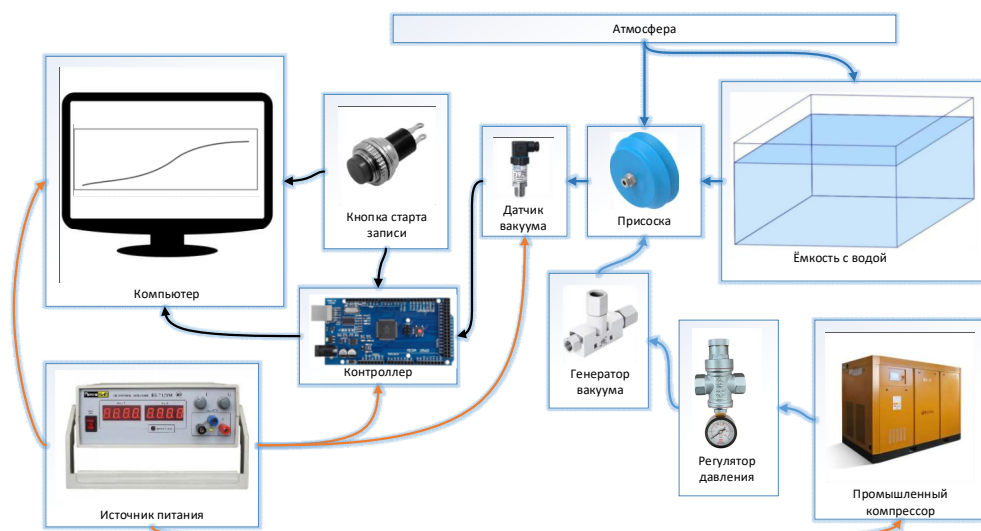 Атмосфера
Компьютер
Кнопка старта
записи
Датчик
вакуума
Присоска
Ёмкость с водой
Контроллер
Генератор
вакуума
Регулятор
давления
Промышленный
компрессор
Источник питания